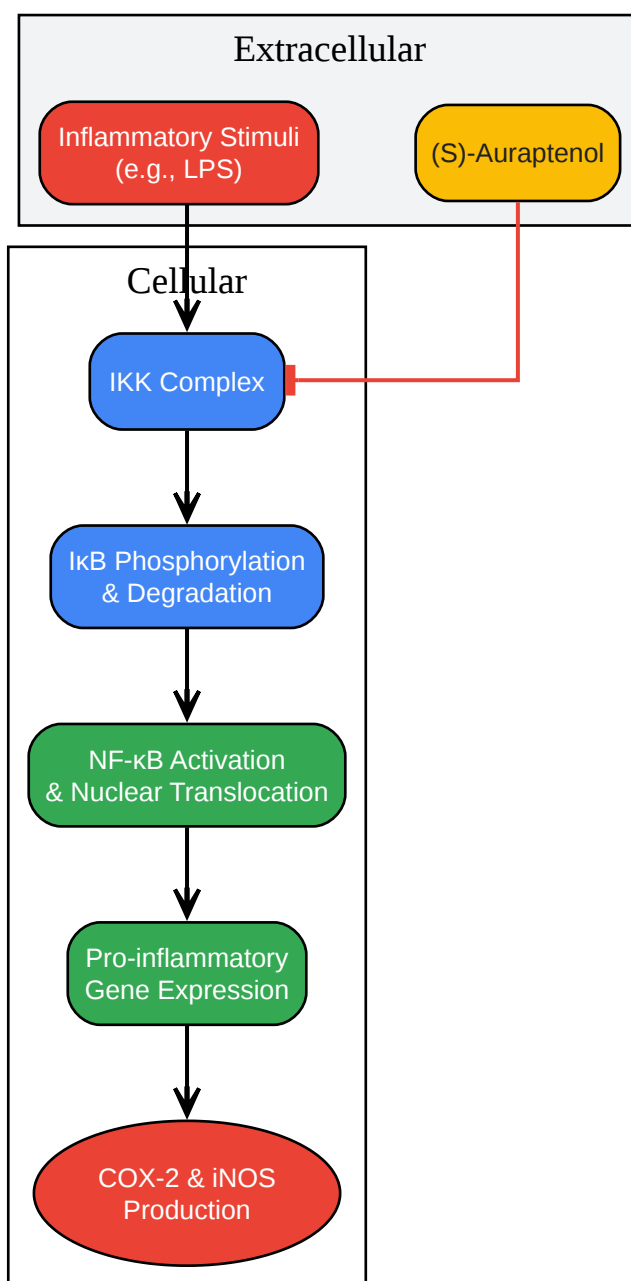 Extracellular
Inflammatory Stimuli
(e.g., LPS)
(S)-Auraptenol
Cellular
IKK Complex
IκB Phosphorylation
& Degradation
NF-κB Activation
& Nuclear Translocation
Pro-inflammatory
Gene Expression
COX-2 & iNOS
Production